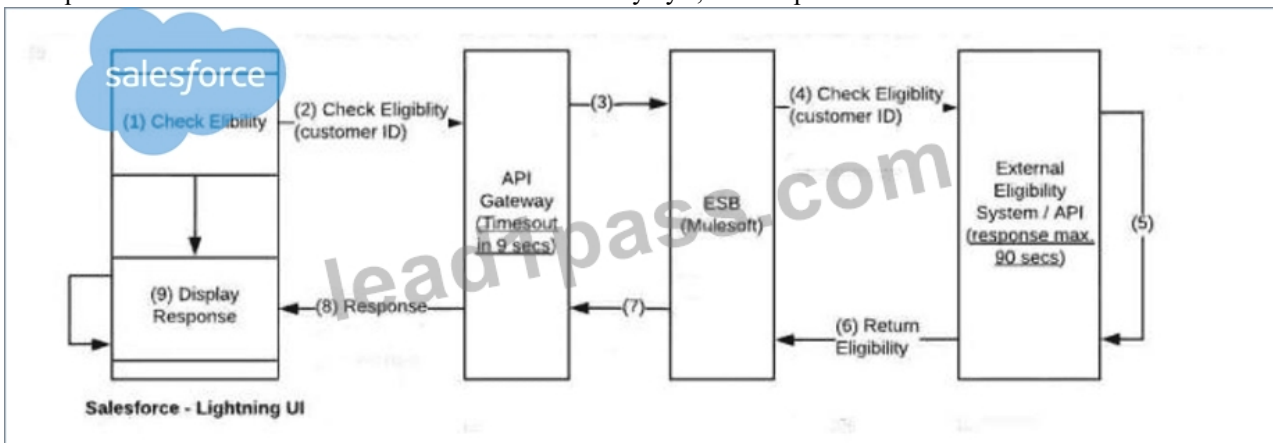 salesforce
(1) Check Elibility
(2) Check Eligiblity
(customer ID)
(3)
(4) Check Eligiblity
(customer ID)
API
Gateway
(Timesout
in 9 secs)
ESB
(Mulesoft)
External
Eligibility
System / API
(response max.
90 secs)
(5)
(9) Display
Response
(8) Response
(7)
(6) Return
Eligibility
Salesforce - Lightning UI
lead1pass.com